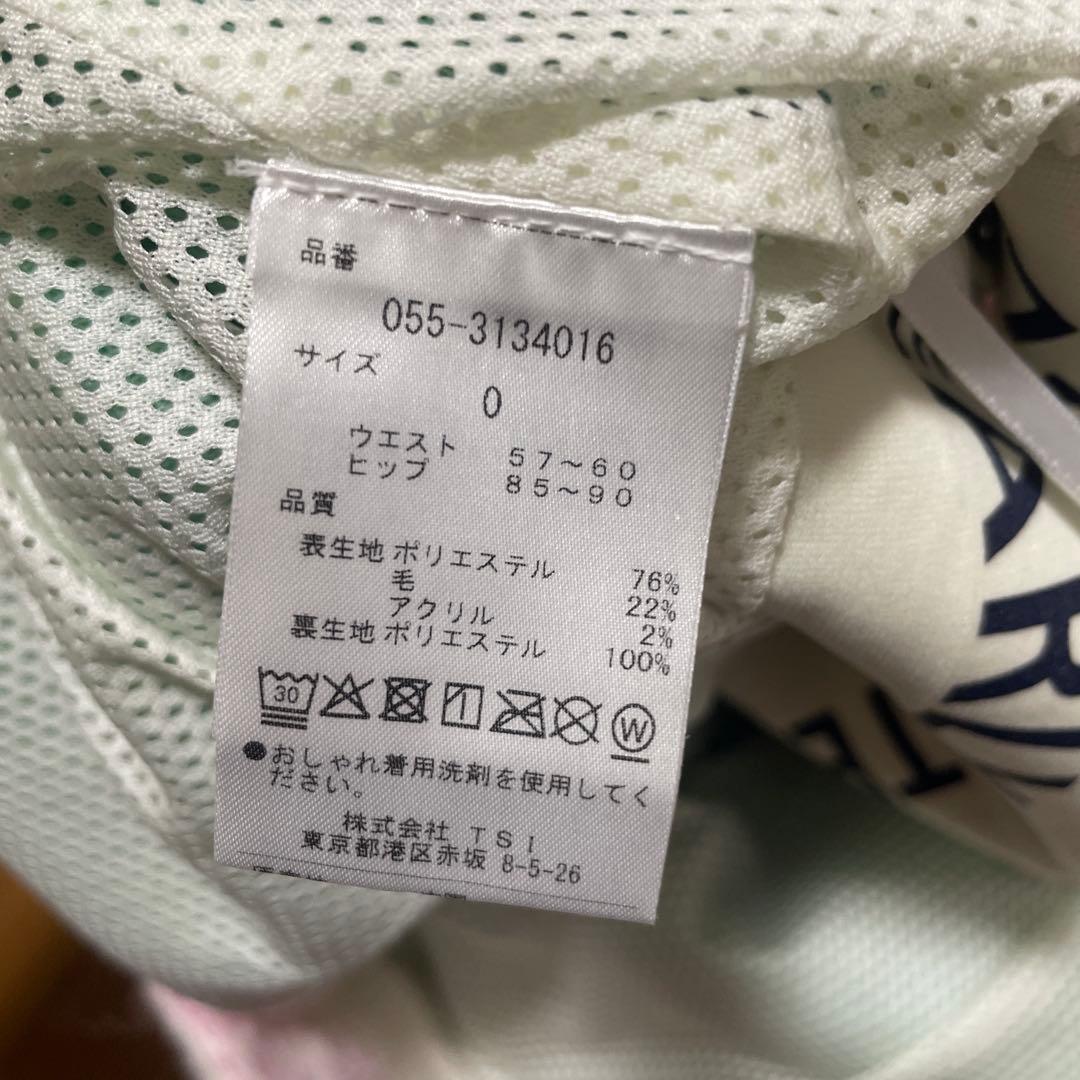 品番
055-3134016
サイズ
0
ウエスト 57～60
ヒップ 85～90
品質
表生地 ポリエステル 76%
毛 22%
アクリル 2%
裏生地 ポリエステル 100%
30
W
●おしゃれ着用洗剤を使用してく
ださい。
株式会社 TSI
東京都港区赤坂 8-5-26